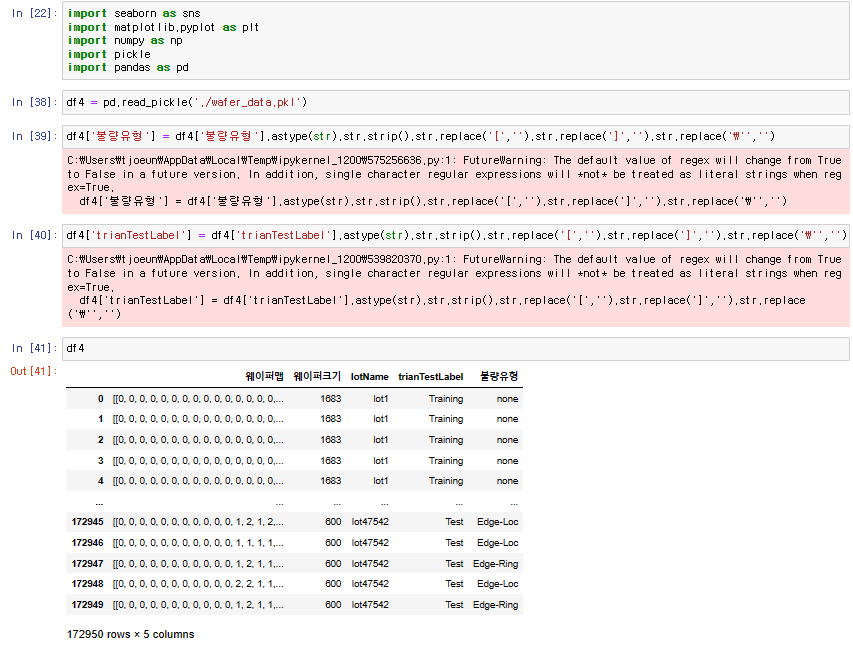 In [22]:
import seaborn as sns
import matplotlib.pyplot as plt
import numpy as np
import pickle
import pandas as pd
In [38]:
df4 = pd.read_pickle('./wafer_data.pkl')
In [39]:
df4['불량유형'] = df4['불량유형'].astype(str).str.strip().str.replace('[','').str.replace(']','').str.replace('₩'','')
C:₩Users₩tjoeun₩AppData₩Local₩Temp₩ipykernel_1200₩575256636.py:1: FutureWarning: The default value of regex will change from True
to False in a future version. In addition, single character regular expressions will *not* be treated as literal strings when reg
ex=True.
df4['불량유형'] = df4['불량유형'].astype(str).str.strip().str.replace('[','').str.replace(']','').str.replace('₩'','')
In [40]:
df4['trianTestLabel'] = df4['trianTestLabel'].astype(str).str.strip().str.replace('[','').str.replace(']','').str.replace('₩'','')
C:₩Users₩tjoeun₩AppData₩Local₩Temp₩ipykernel_1200₩539820370.py:1: FutureWarning: The default value of regex will change from True
to False in a future version. In addition, single character regular expressions will *not* be treated as literal strings when reg
ex=True.
df4['trianTestLabel'] = df4['trianTestLabel'].astype(str).str.strip().str.replace('[','').str.replace(']','').str.replace
('₩'','')
In [41]:
df4
Out[41]:
웨이퍼맵 웨이퍼크기 lotName trianTestLabel 불량유형
0 [[0, 0, 0, 0, 0, 0, 0, 0, 0, 0, 0, 0, 0, 0, 0,... 1683 lot1 Training none
1 [[0, 0, 0, 0, 0, 0, 0, 0, 0, 0, 0, 0, 0, 0, 0,... 1683 lot1 Training none
2 [[0, 0, 0, 0, 0, 0, 0, 0, 0, 0, 0, 0, 0, 0, 0,... 1683 lot1 Training none
3 [[0, 0, 0, 0, 0, 0, 0, 0, 0, 0, 0, 0, 0, 0, 0,... 1683 lot1 Training none
4 [[0, 0, 0, 0, 0, 0, 0, 0, 0, 0, 0, 0, 0, 0, 0,... 1683 lot1 Training none
... ... ... ... ... ...
172945 [[0, 0, 0, 0, 0, 0, 0, 0, 0, 0, 0, 1, 2, 1, 2,... 600 lot47542 Test Edge-Loc
172946 [[0, 0, 0, 0, 0, 0, 0, 0, 0, 0, 0, 1, 1, 1, 1,... 600 lot47542 Test Edge-Loc
172947 [[0, 0, 0, 0, 0, 0, 0, 0, 0, 0, 0, 1, 2, 1, 1,... 600 lot47542 Test Edge-Ring
172948 [[0, 0, 0, 0, 0, 0, 0, 0, 0, 0, 0, 2, 2, 1, 1,... 600 lot47542 Test Edge-Loc
172949 [[0, 0, 0, 0, 0, 0, 0, 0, 0, 0, 0, 1, 2, 1, 1,... 600 lot47542 Test Edge-Ring
172950 rows × 5 columns